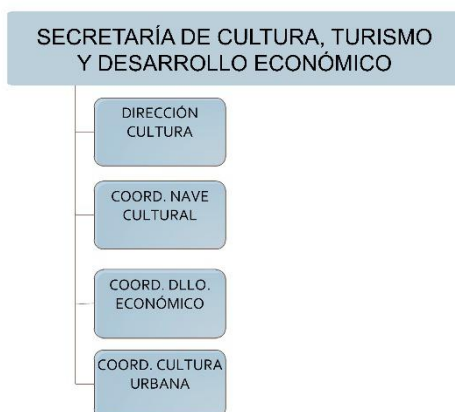 SECRETARÍA DE CULTURA, TURISMO
Y DESARROLLO ECONÓMICO
DIRECCIÓN
CULTURA
COORD. NAVE
CULTURAL
COORD. DLLO.
ECONÓMICO
COORD. CULTURA
URBANA